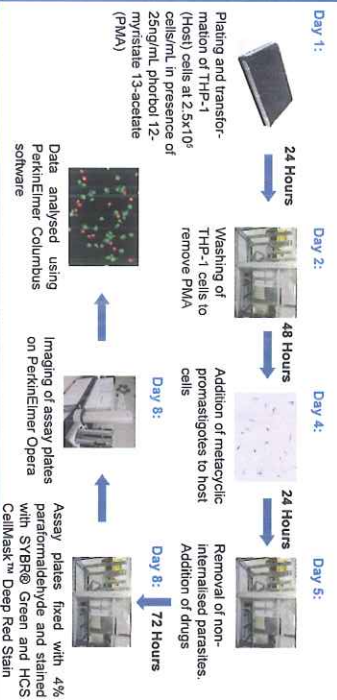 Day 1:
Plating and transfor-
mation of THP-1
(Host) cells at 2.5x10⁵
cells/mL in presence of
25ng/mL phorbol 12-
myristate 13-acetate
(PMA)
24 Hours
Day 2:
Washing of
THP-1 cells to
remove PMA
48 Hours
Day 4:
Addition of metacyclic
promastigotes to host
cells
24 Hours
Day 5:
Removal of non-
internalised parasites.
Addition of drugs
72 Hours
Day 8:
Assay plates fixed with 4%
paraformaldehyde and stained
with SYBR® Green and HCS
CellMask™ Deep Red Stain
Day 8:
Imaging of assay plates
on PerkinElmer Opera
Data analysed using
PerkinElmer Columbus
software